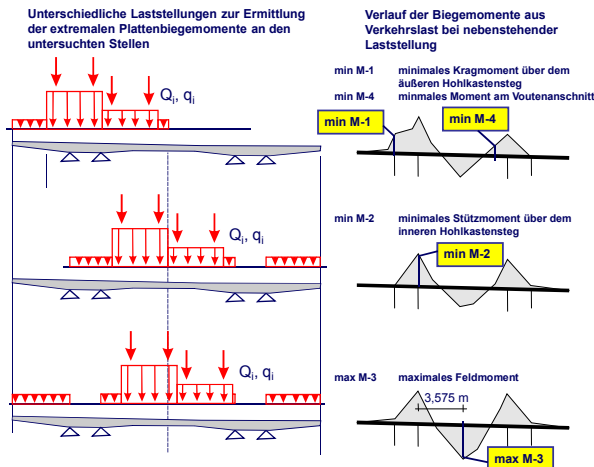 Unterschiedliche Laststellungen zur Ermittlung
der extremalen Plattenbiegemomente an den
untersuchten Stellen
Verlauf der Biegemomente aus
Verkehrslast bei nebenstehender
Laststellung
Qi, qi
min M-1 minimales Kragmoment über dem
äußeren Hohlkastensteg
min M-4 minmales Moment am Voutenanschnitt
min M-1
min M-4
Qi, qi
min M-2 minimales Stützmoment über dem
inneren Hohlkastensteg
min M-2
Qi, qi
max M-3 maximales Feldmoment
3,575 m
max M-3